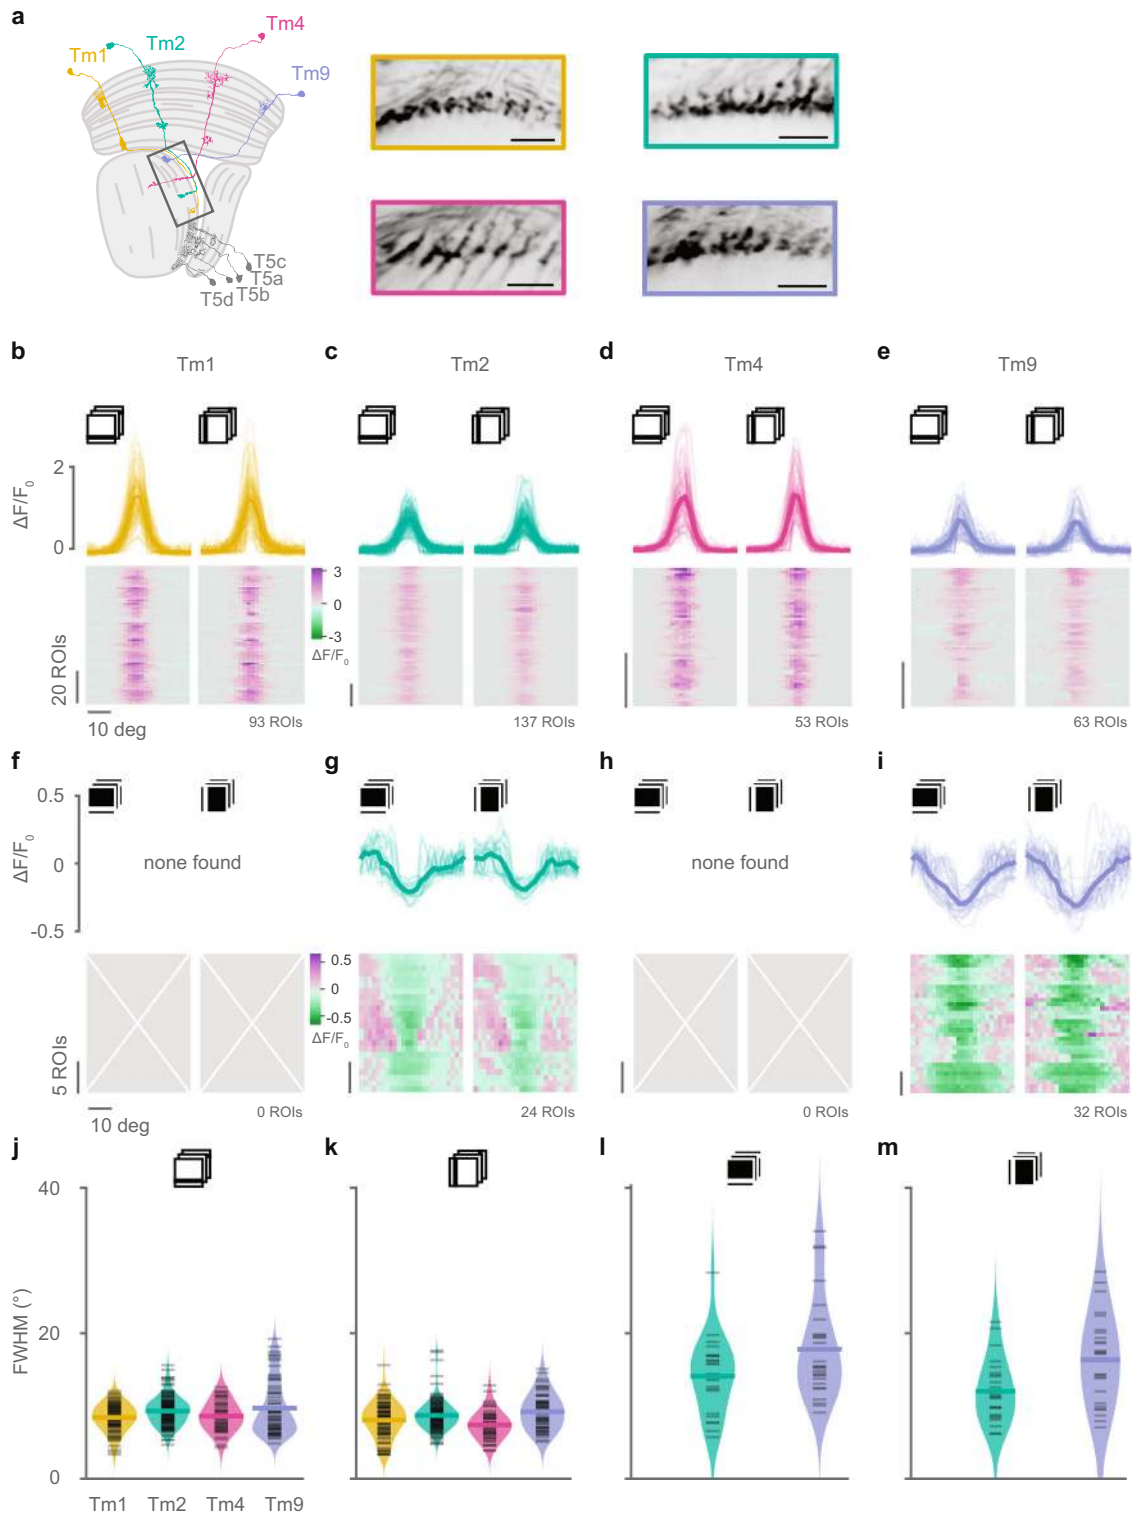 a
Tm1
Tm2
Tm4
Tm9
T5c
T5a
T5b
T5d
b
Tm1
c
Tm2
d
Tm4
e
Tm9
2
0
ΔF/F₀
3
0
-3
ΔF/F₀
20 ROIs
10 deg
93 ROIs
137 ROIs
53 ROIs
63 ROIs
f
g
h
i
0.5
0
-0.5
ΔF/F₀
none found
none found
0.5
0
-0.5
ΔF/F₀
5 ROIs
10 deg
0 ROIs
24 ROIs
0 ROIs
32 ROIs
j
k
l
m
40
20
0
FWHM (°)
Tm1 Tm2 Tm4 Tm9